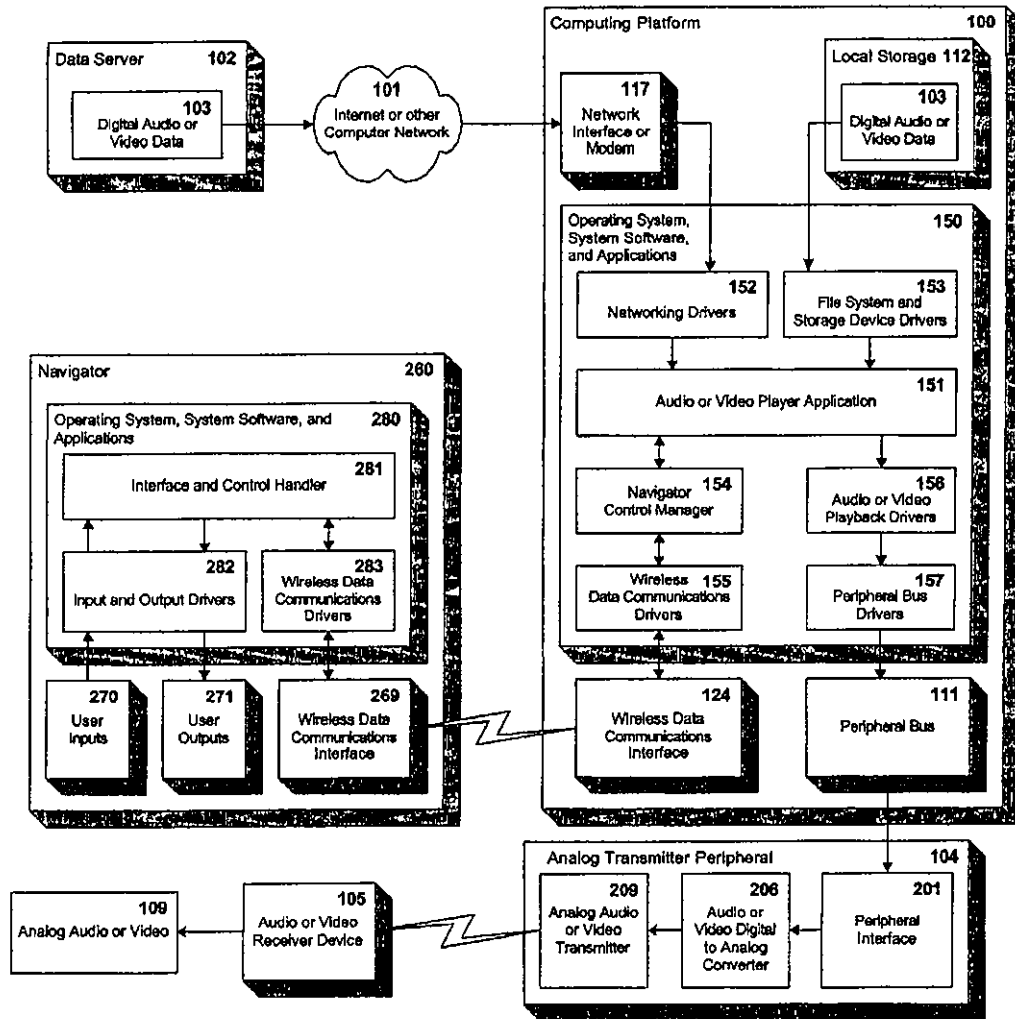 Computing Platform 100
Data Server 102
103
Digital Audio or
Video Data
101
Internet or other
Computer Network
117
Network
Interface or
Modem
Local Storage 112
103
Digital Audio or
Video Data
Operating System, 150
System Software,
and Applications
152
Networking Drivers
153
File System and
Storage Device Drivers
151
Audio or Video Player Application
154
Navigator
Control Manager
156
Audio or Video
Playback Drivers
Wireless 155
Data Communications
Drivers
157
Peripheral Bus
Drivers
124
Wireless Data
Communications
Interface
111
Peripheral Bus
Navigator 260
Operating System, System Software, and 280
Applications
281
Interface and Control Handler
282
Input and Output Drivers
283
Wireless Data
Communications
Drivers
270
User
Inputs
271
User
Outputs
269
Wireless Data
Communications
Interface
Analog Transmitter Peripheral 104
209
Analog Audio
or Video
Transmitter
206
Audio or
Video Digital
to Analog
Converter
201
Peripheral
Interface
109
Analog Audio or Video
105
Audio or Video
Receiver Device